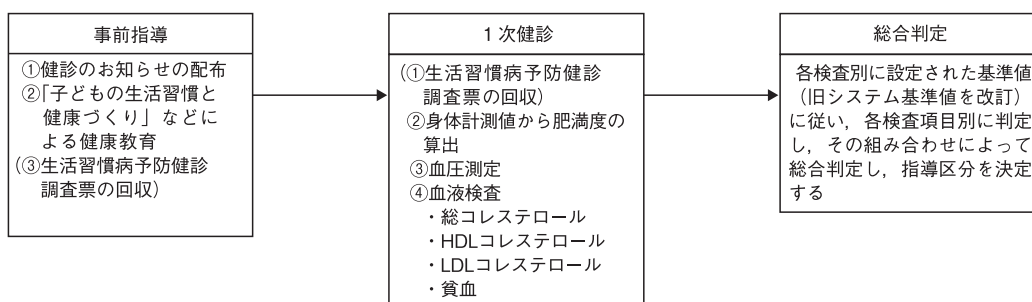 事前指導
①健診のお知らせの配布
②「子どもの生活習慣と
健康づくり」などに
よる健康教育
(③生活習慣病予防健診
調査票の回収)
1次健診
(①生活習慣病予防健診
調査票の回収)
②身体計測値から肥満度の
算出
③血圧測定
④血液検査
・総コレステロール
・HDLコレステロール
・LDLコレステロール
・貧血
総合判定
各検査別に設定された基準値
(旧システム基準値を改訂)
に従い，各検査項目別に判定
し，その組み合わせによって
総合判定し，指導区分を決定
する